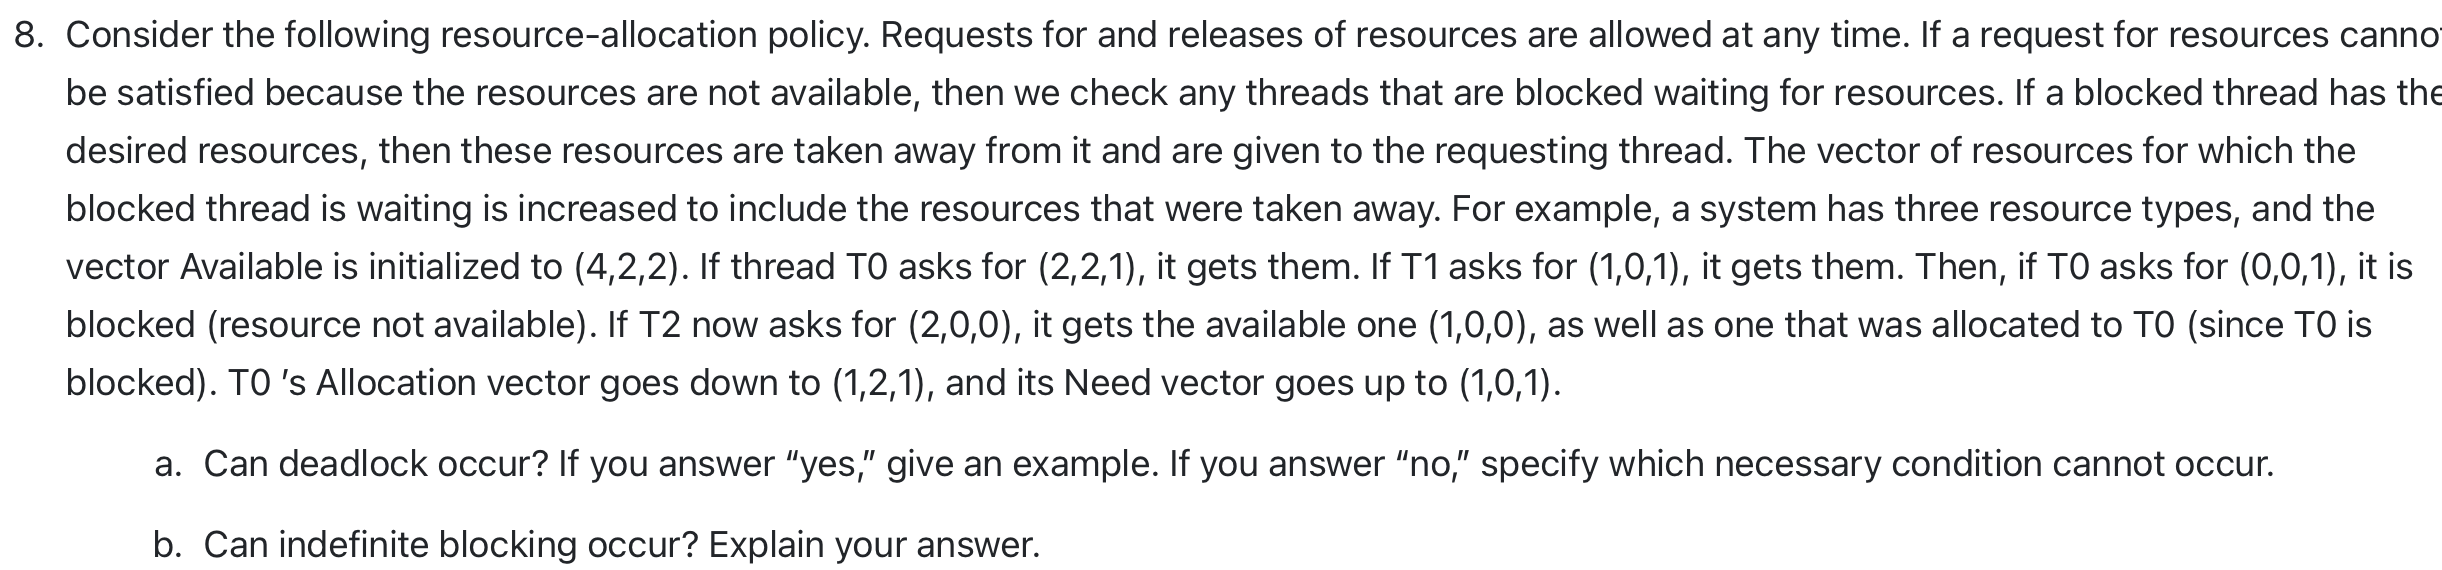 8. Consider the following resource-allocation policy. Requests for and releases of resources are allowed at any time. If a request for resources canno
be satisfied because the resources are not available, then we check any threads that are blocked waiting for resources. If a blocked thread has the
desired resources, then these resources are taken away from it and are given to the requesting thread. The vector of resources for which the
blocked thread is waiting is increased to include the resources that were taken away. For example, a system has three resource types, and the
vector Available is initialized to (4,2,2). If thread T0 asks for (2,2,1), it gets them. If T1 asks for (1,0,1), it gets them. Then, if T0 asks for (0,0,1), it is
blocked (resource not available). If T2 now asks for (2,0,0), it gets the available one (1,0,0), as well as one that was allocated to T0 (since T0 is
blocked). T0 ’s Allocation vector goes down to (1,2,1), and its Need vector goes up to (1,0,1).
a. Can deadlock occur? If you answer “yes,” give an example. If you answer “no,” specify which necessary condition cannot occur.
b. Can indefinite blocking occur? Explain your answer.